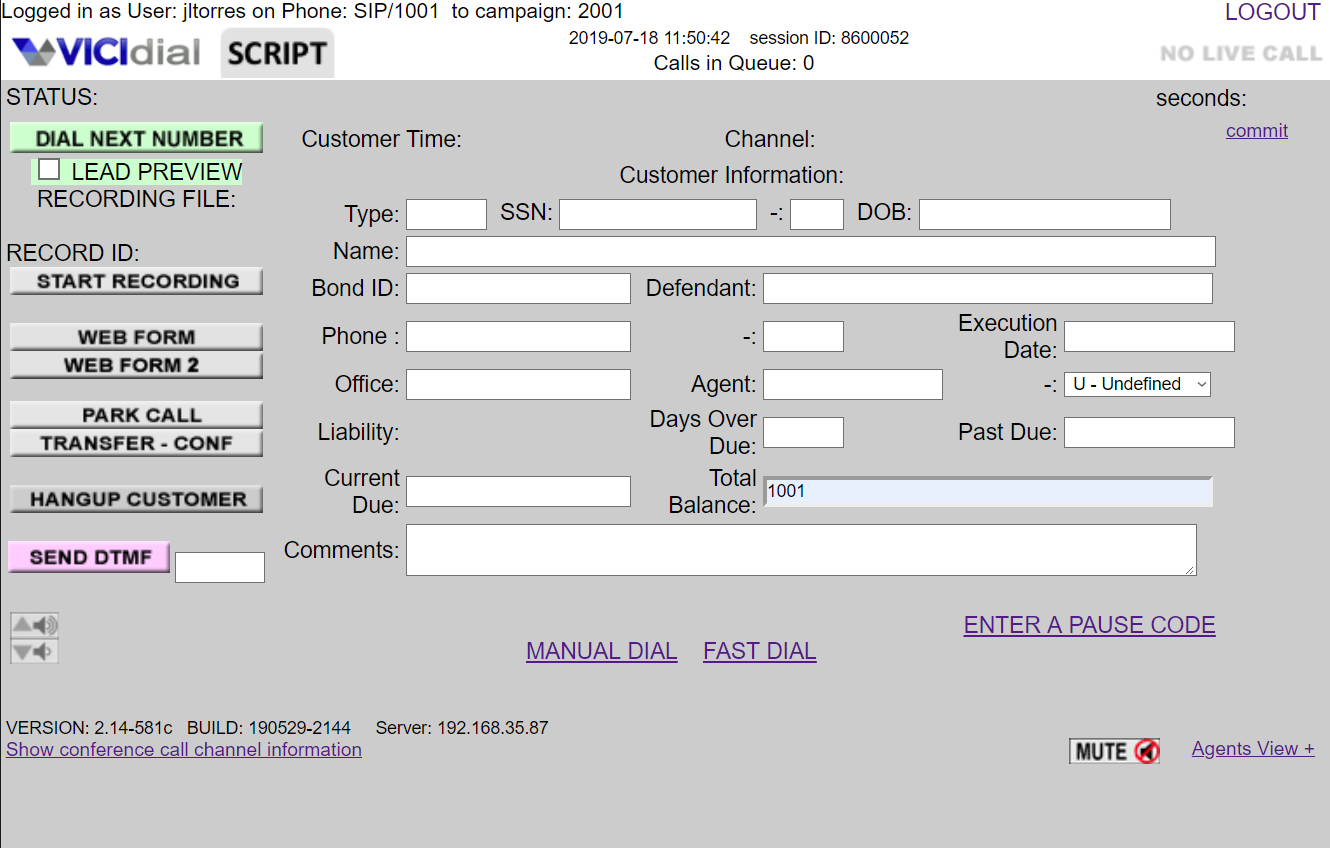 Logged in as User: jltorres on Phone: SIP/1001  to campaign: 2001
LOGOUT
VICIdial
SCRIPT
2019-07-18 11:50:42    session ID: 8600052
Calls in Queue: 0
NO LIVE CALL
STATUS:
seconds:
DIAL NEXT NUMBER
Customer Time:
Channel:
commit
LEAD PREVIEW
Customer Information:
RECORDING FILE:
Type:
SSN:
-:
DOB:
RECORD ID:
Name:
START RECORDING
Bond ID:
Defendant:
WEB FORM
Phone :
-:
Execution
Date:
WEB FORM 2
Office:
Agent:
-:
U - Undefined
PARK CALL
TRANSFER - CONF
Liability:
Days Over
Due:
Past Due:
HANGUP CUSTOMER
Current
Due:
Total
Balance:
1001
SEND DTMF
Comments:
ENTER A PAUSE CODE
MANUAL DIAL
FAST DIAL
VERSION: 2.14-581c   BUILD: 190529-2144     Server: 192.168.35.87
Show conference call channel information
MUTE
Agents View +